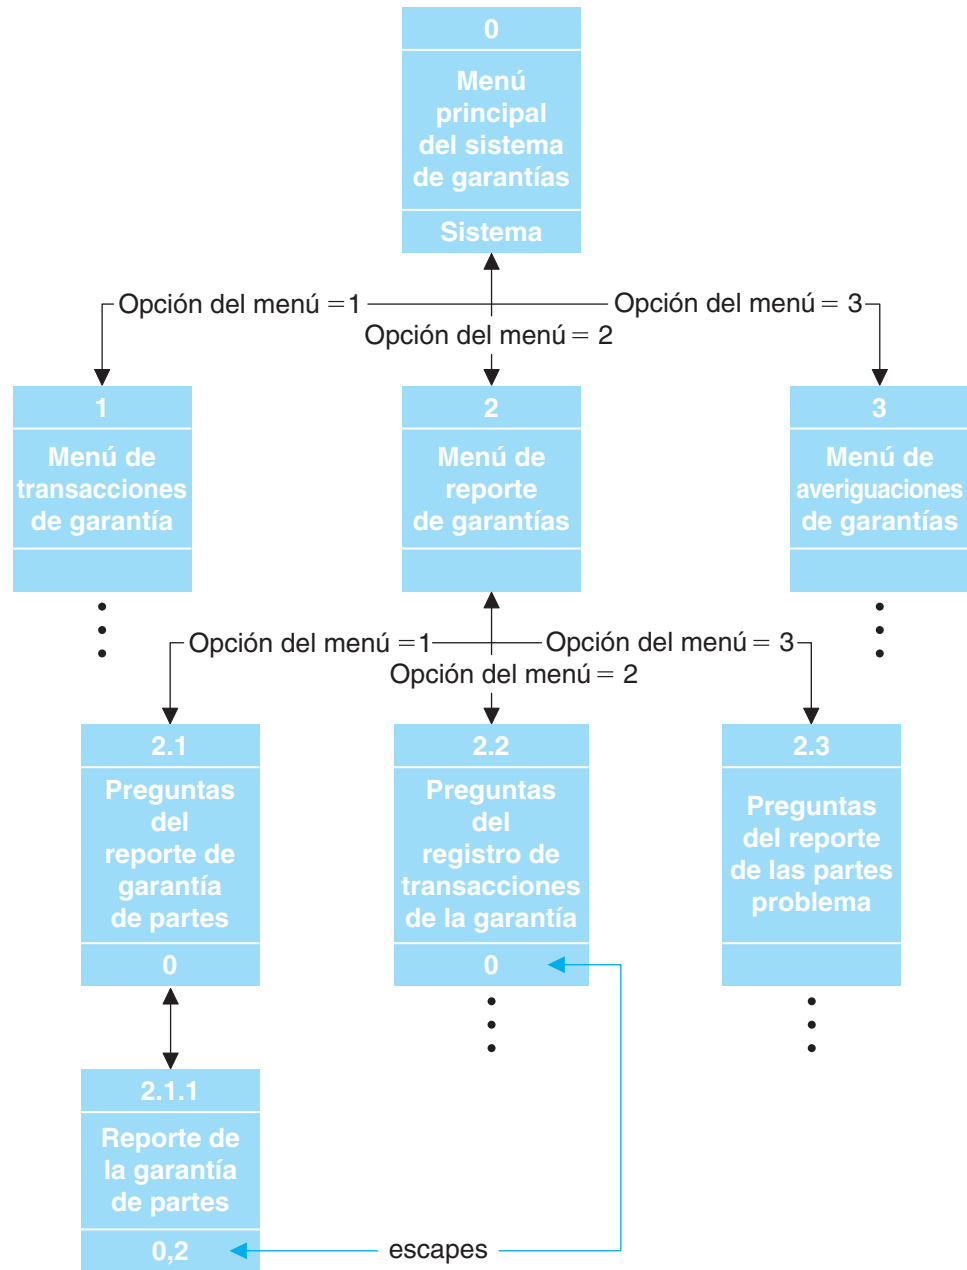 0
Menú
principal
del sistema
de garantías
Sistema
Opción del menú = 1
Opción del menú = 3
Opción del menú = 2
1
Menú de
transacciones
de garantía
2
Menú de
reporte
de garantías
3
Menú de
averiguaciones
de garantías
Opción del menú = 1
Opción del menú = 3
Opción del menú = 2
2.1
Preguntas
del
reporte de
garantía
de partes
0
2.2
Preguntas
del
registro de
transacciones
de la garantía
0
2.3
Preguntas
del reporte
de las partes
problema
2.1.1
Reporte de
la garantía
de partes
0,2
escapes